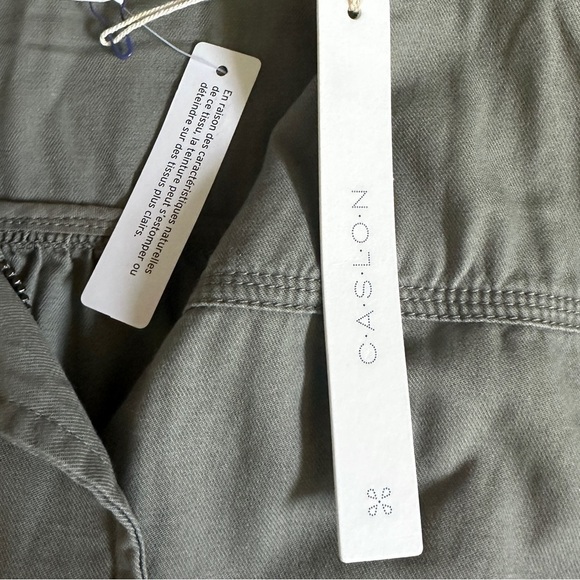 En raison des caractéristiques naturelles
de ce tissu, la teinture peut s'estomper ou
déteindre sur des tissus plus clairs.
C·A·S·L·O·N